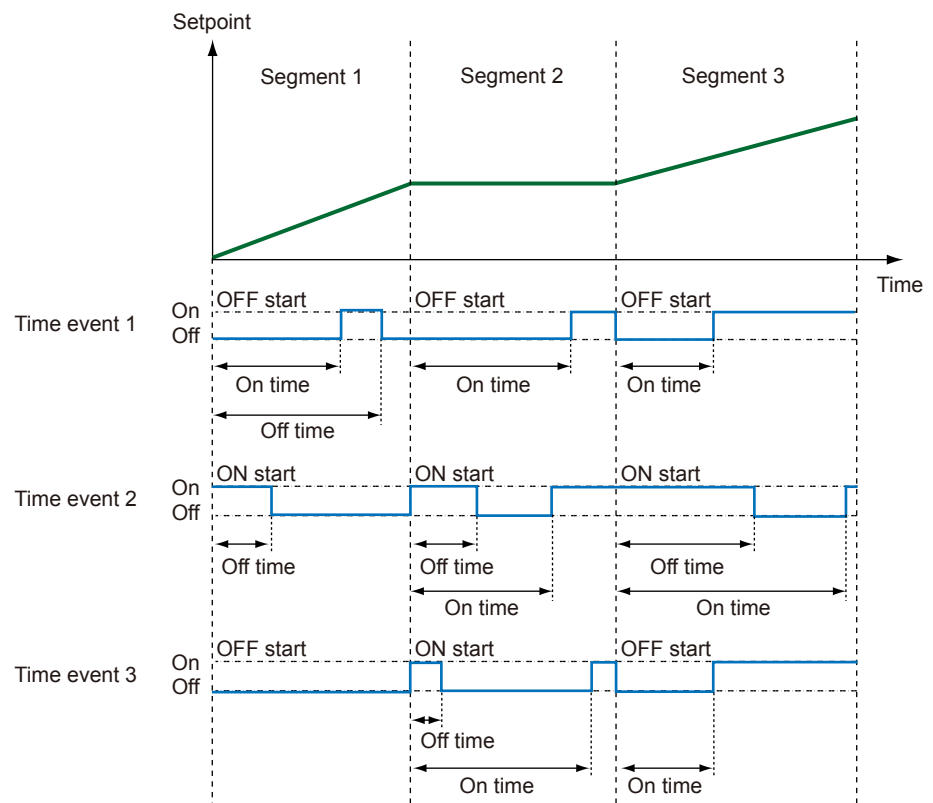 Setpoint
Segment 1 Segment 2 Segment 3
Time
Time event 1
On
Off
OFF start OFF start OFF start
On time On time On time
Off time
Time event 2
On
Off
ON start ON start ON start
Off time Off time Off time
On time On time
Time event 3
On
Off
OFF start ON start OFF start
Off time
On time On time